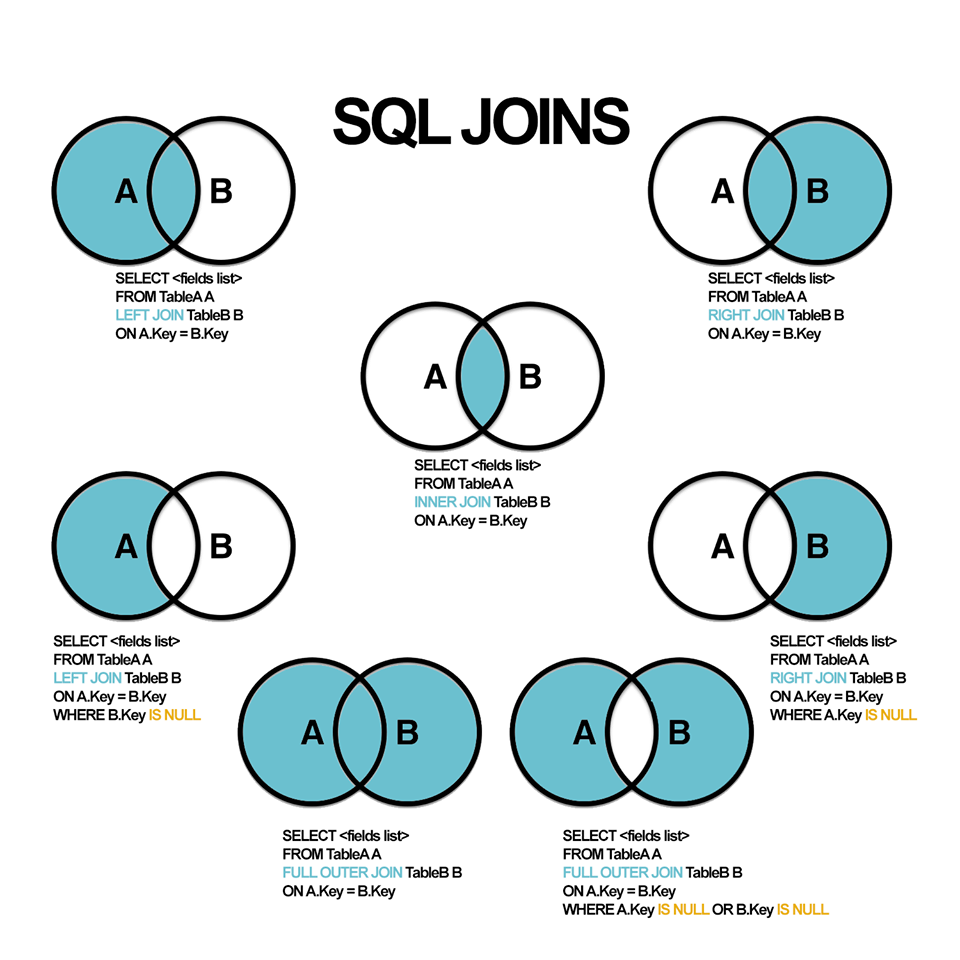 SQL JOINS
A B
SELECT <fields list>
FROM TableA A
LEFT JOIN TableB B
ON A.Key = B.Key
A B
SELECT <fields list>
FROM TableA A
RIGHT JOIN TableB B
ON A.Key = B.Key
A B
SELECT <fields list>
FROM TableA A
INNER JOIN TableB B
ON A.Key = B.Key
A B
SELECT <fields list>
FROM TableA A
LEFT JOIN TableB B
ON A.Key = B.Key
WHERE B.Key IS NULL
A B
SELECT <fields list>
FROM TableA A
RIGHT JOIN TableB B
ON A.Key = B.Key
WHERE A.Key IS NULL
A B
SELECT <fields list>
FROM TableA A
FULL OUTER JOIN TableB B
ON A.Key = B.Key
A B
SELECT <fields list>
FROM TableA A
FULL OUTER JOIN TableB B
ON A.Key = B.Key
WHERE A.Key IS NULL OR B.Key IS NULL